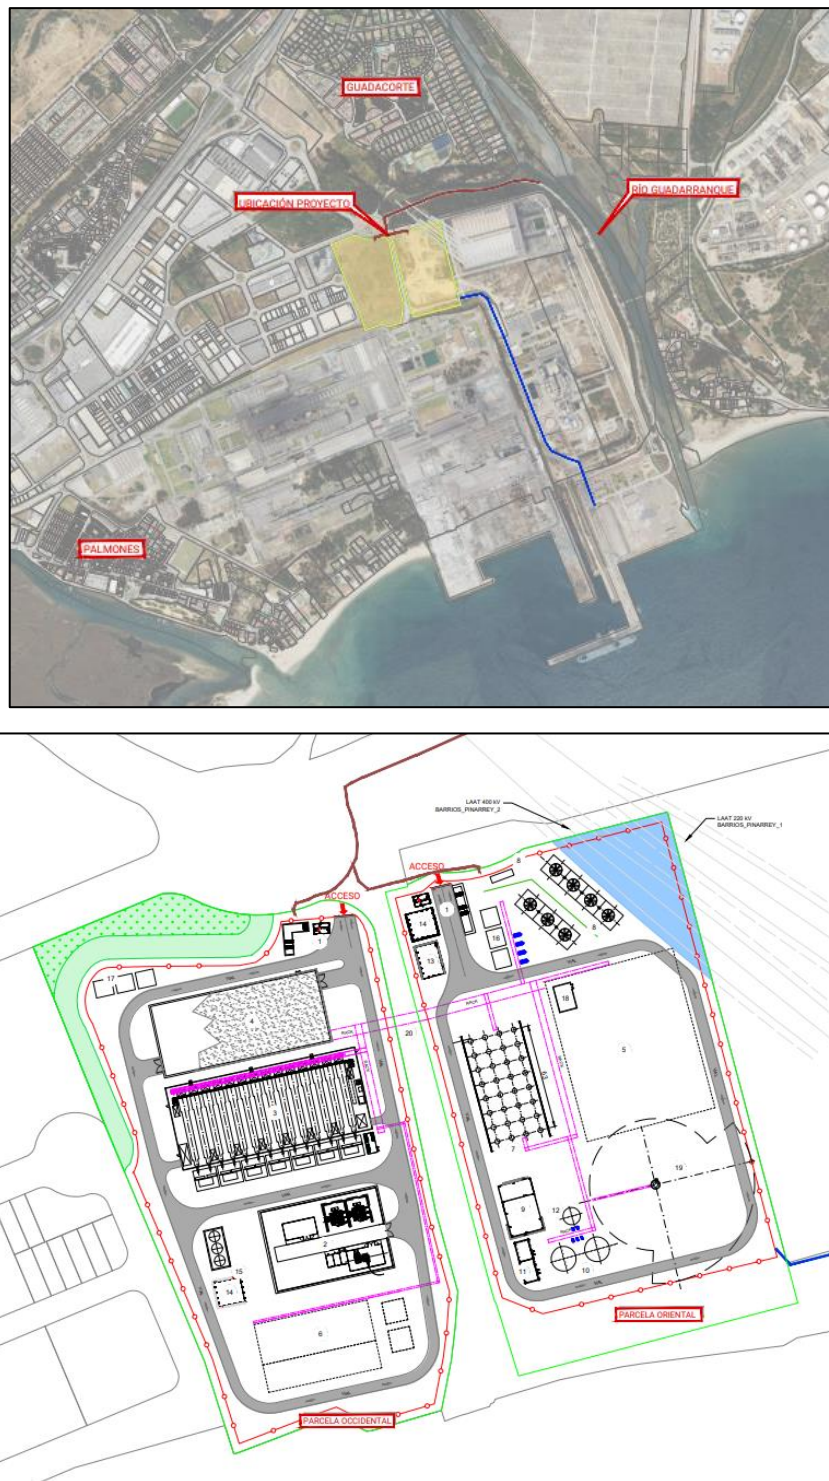 GUADACORTE
RÍO GUADARRANQUE
UBICACIÓN PROYECTO
PALMONES
LAAT 400 kV
BARRIOS_PINARREY_2
LAAT 220 kV
BARRIOS_PINARREY_1
ACCESO
8
ACCESO
1
14
16
8
1
13
17
18
4
20
5
3
7
19
9
12
2
11
10
15
14
PARCELA ORIENTAL
6
PARCELA OCCIDENTAL